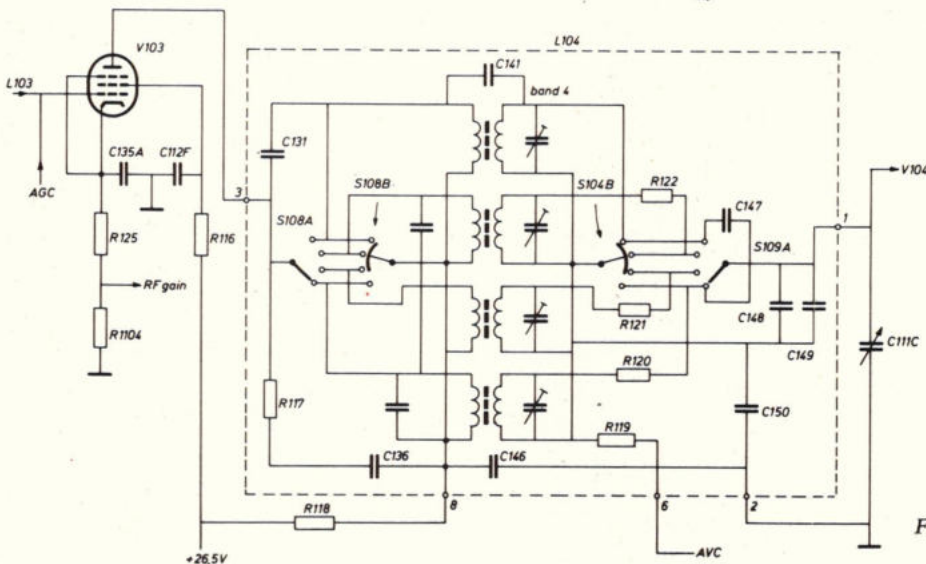 L104
V103
C141
L103
band 4
C131
C135A
C112F
S108B
S104B
R122
C147
V104
AGC
3
1
S108A
S109A
R125
R116
RF gain
R121
C148
C111C
C149
R1104
R117
R120
C150
R119
C136
C146
8
6
2
R118
+26,5V
AVC
F